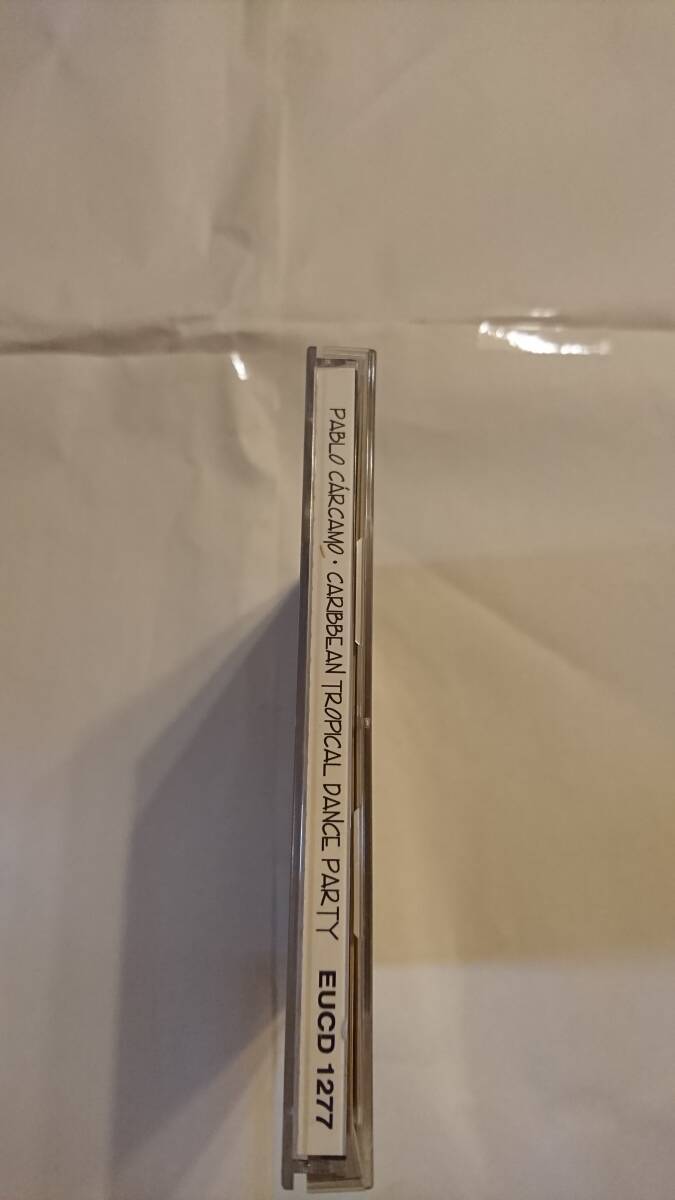 PABLO CÁRCAMO · CARIBBEAN TROPICAL DANCE PARTY EUCD 1277